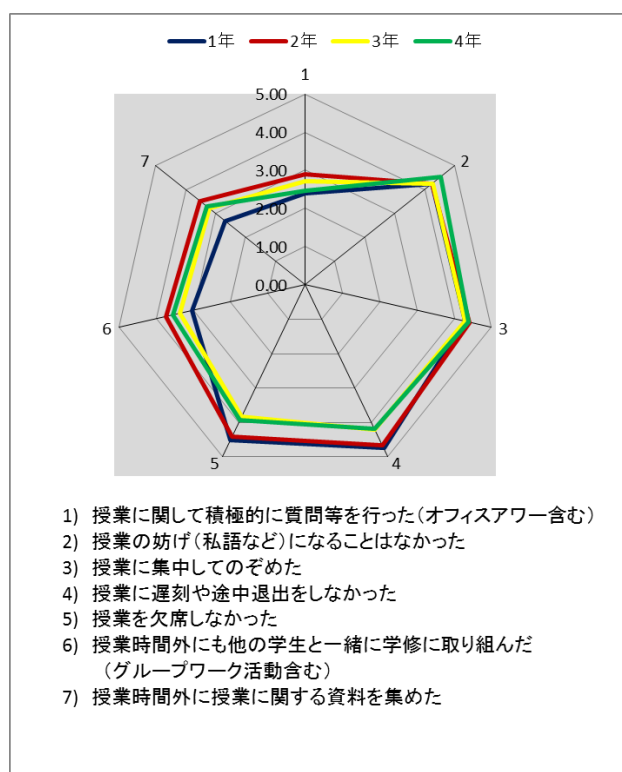 1年 2年 3年 4年
1
5.00
4.00
3.00
2.00
1.00
0.00
2
3
4
5
6
7
1) 授業に関して積極的に質問等を行った(オフィスアワー含む)
2) 授業の妨げ(私語など)になることはなかった
3) 授業に集中してのぞめた
4) 授業に遅刻や途中退出をしなかった
5) 授業を欠席しなかった
6) 授業時間外にも他の学生と一緒に学修に取り組んだ
(グループワーク活動含む)
7) 授業時間外に授業に関する資料を集めた